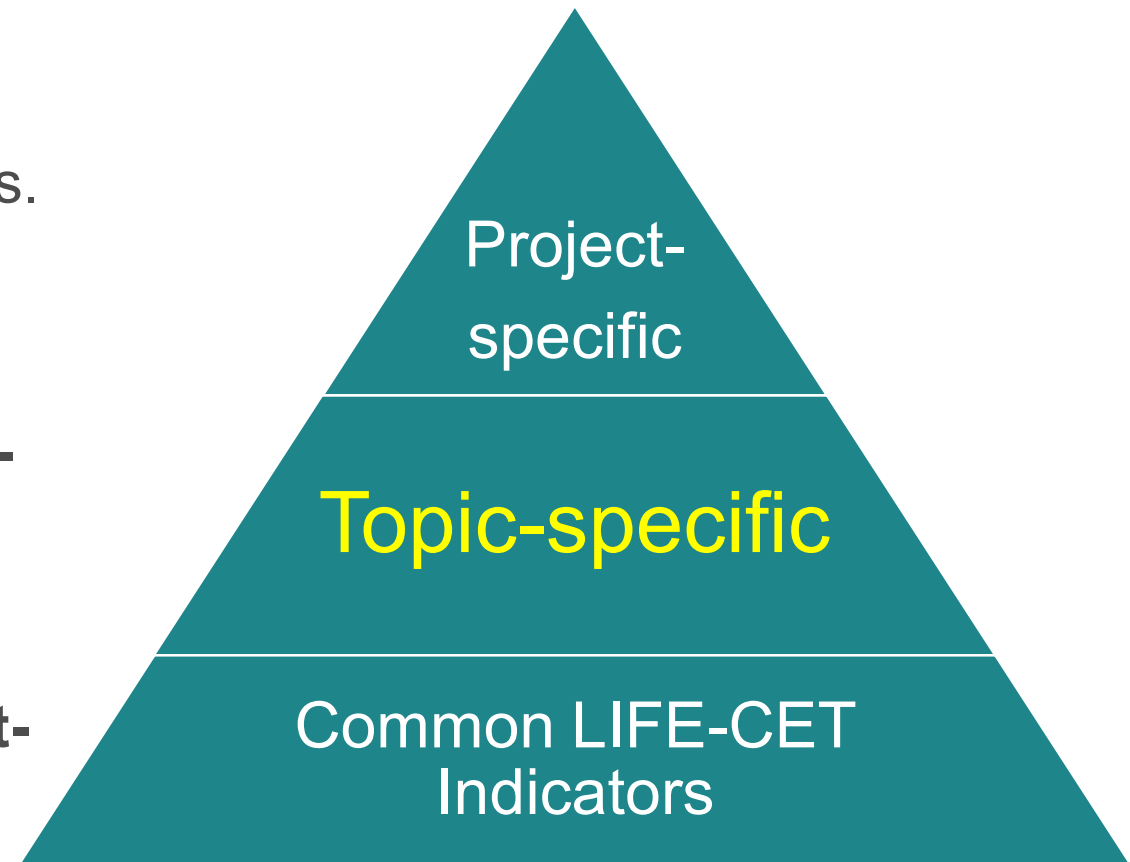 s.
Project-
specific
-
Topic-specific
t-
Common LIFE-CET
Indicators